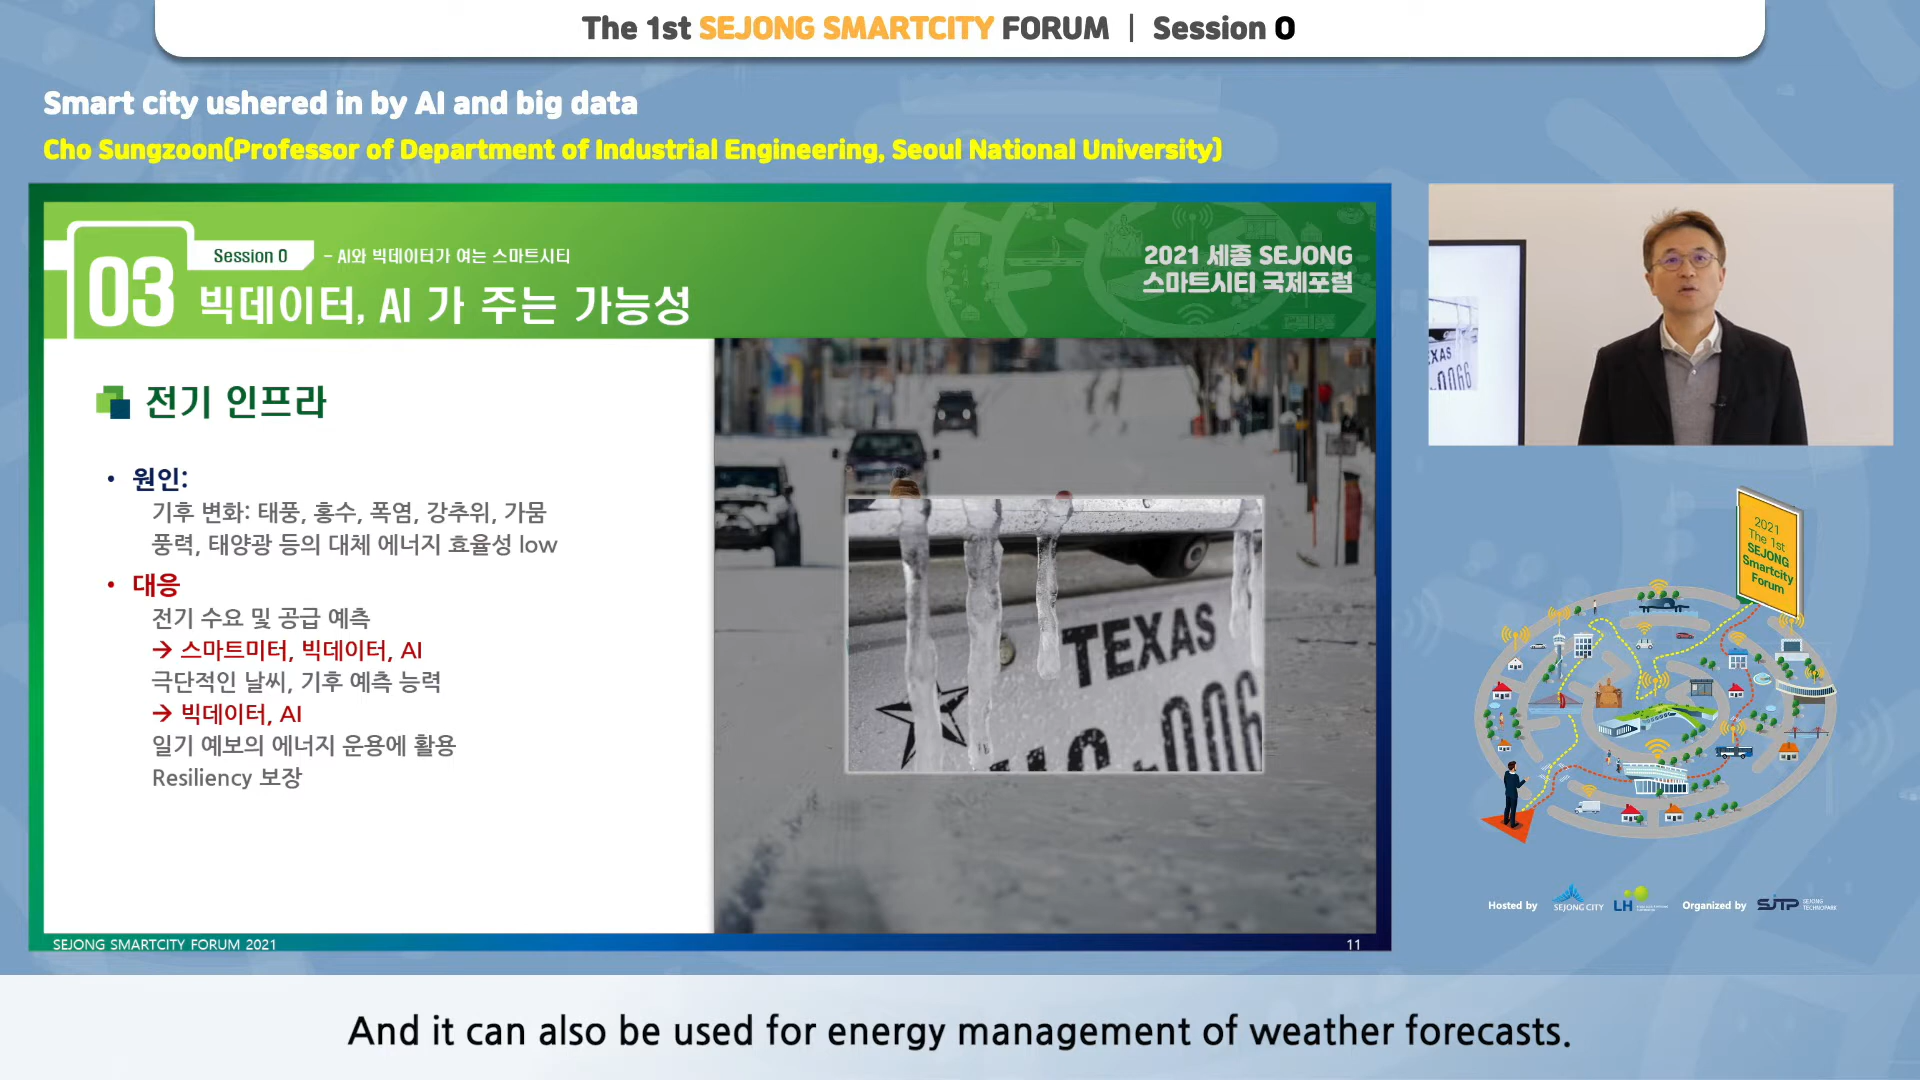 The 1st SEJONG SMARTCITY FORUM | Session 0
Smart city ushered in by AI and big data
Cho Sungzoon(Professor of Department of Industrial Engineering, Seoul National University)
03
Session 0
- AI와 빅데이터가 여는 스마트시티
빅데이터, AI 가 주는 가능성
2021 세종 SEJONG
스마트시티 국제포럼
전기 인프라
• 원인:
기후 변화: 태풍, 홍수, 폭염, 강추위, 가뭄
풍력, 태양광 등의 대체 에너지 효율성 low
• 대응
전기 수요 및 공급 예측
→ 스마트미터, 빅데이터, AI
극단적인 날씨, 기후 예측 능력
→ 빅데이터, AI
일기 예보의 에너지 운용에 활용
Resiliency 보장
TEXAS
SEJONG SMARTCITY FORUM 2021
11
EXAS
0066
2021
The 1st
SEJONG
Smartcity
Forum
Hosted by
SEJONG CITY
LH
Organized by
SJTP
SEJONG
TECHNOPARK
And it can also be used for energy management of weather forecasts.